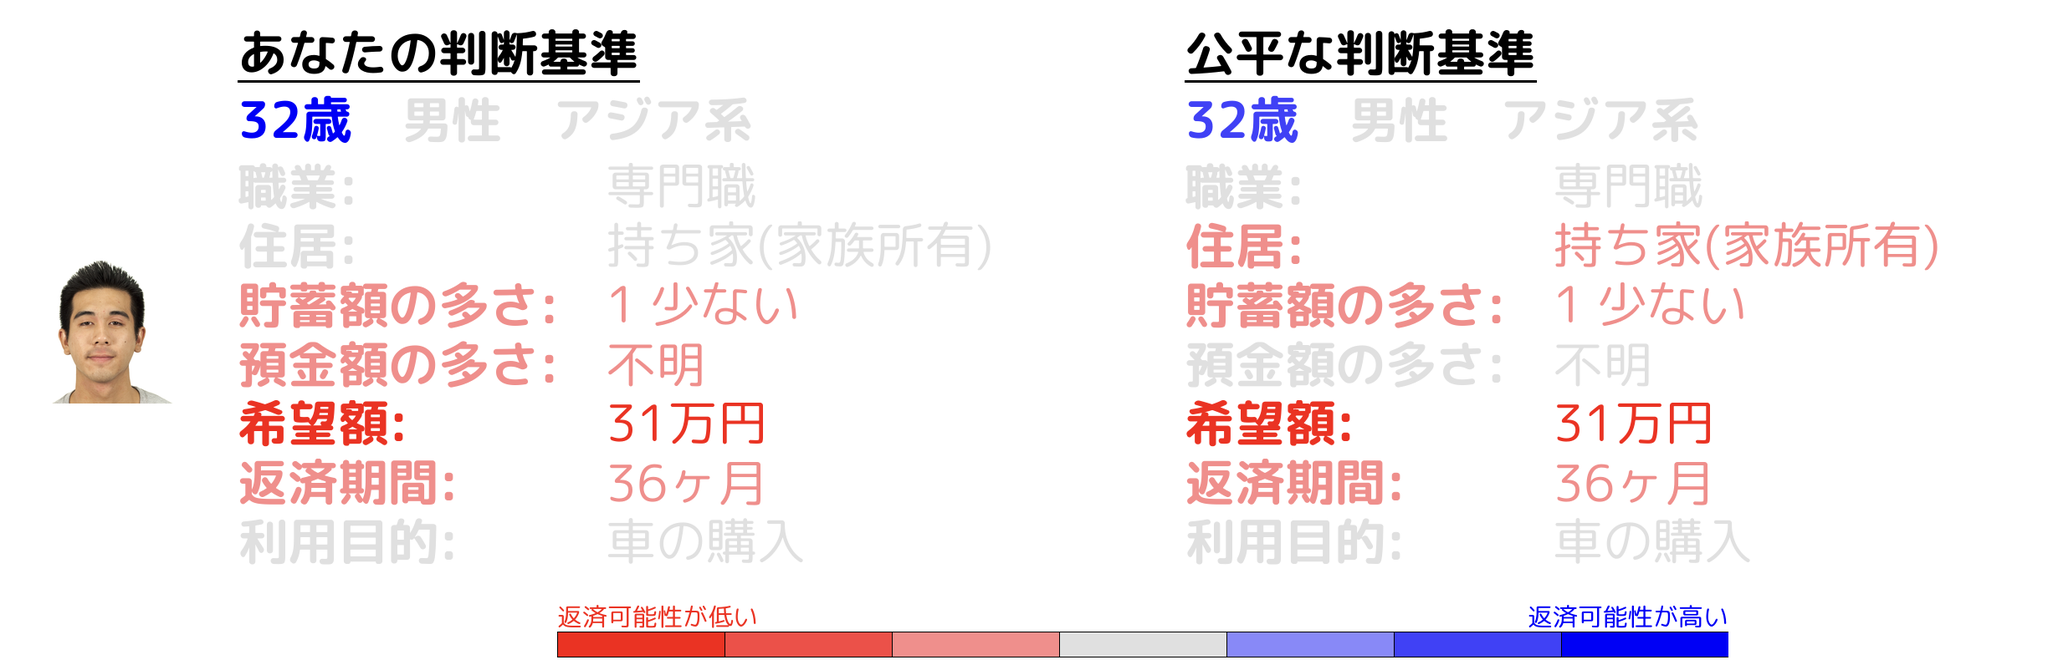 あなたの判断基準
32歳 男性 アジア系
職業: 専門職
住居: 持ち家(家族所有)
貯蓄額の多さ: 1 少ない
預金額の多さ: 不明
希望額: 31万円
返済期間: 36ヶ月
利用目的: 車の購入
公平な判断基準
32歳 男性 アジア系
職業: 専門職
住居: 持ち家(家族所有)
貯蓄額の多さ: 1 少ない
預金額の多さ: 不明
希望額: 31万円
返済期間: 36ヶ月
利用目的: 車の購入
返済可能性が低い
返済可能性が高い